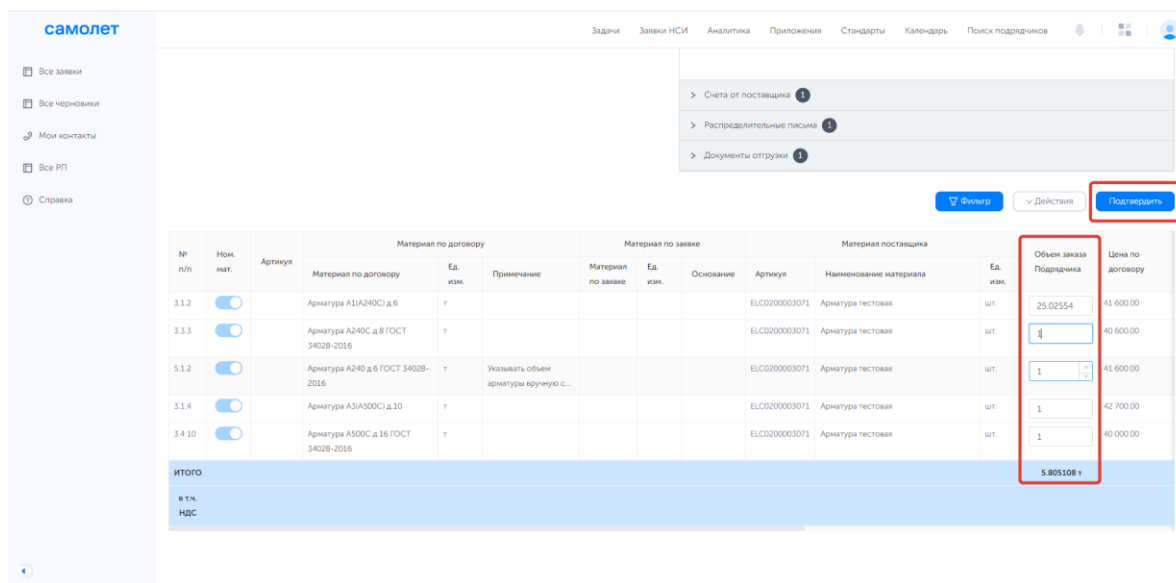 самолет
Задачи Заявки НСИ Аналитика Приложения Стандарты Календарь Поиск подрядчиков
Все заявки
Все черновики
Мои контакты
Все РП
Справка
> Счета от поставщика 1
> Распределительные письма 1
> Документы отгрузки 1
Фильтр Действия Подтвердить
Материал по договору Материал по заявке Материал поставщика
№ п/п Ном. мат. Артикул Материал по договору Ед. изм. Примечание Материал по заявке Ед. изм. Основание Артикул Наименование материала Ед. изм. Объем заказа Подрядчика Цена по договору
3.1.2 Арматура А1(А240С) д.6 т ELC0200003071 Арматура тестовая шт. 25.02554 41 600.00
3.3.3 Арматура А240С д.8 ГОСТ т ELC0200003071 Арматура тестовая шт. 1 40 600.00
34028-2016
5.1.2 Арматура А240 д.6 ГОСТ 34028- т Указывать объем ELC0200003071 Арматура тестовая шт. 1 41 600.00
2016 арматуры вручную с...
3.1.4 Арматура А3(А500С) д.10 т ELC0200003071 Арматура тестовая шт. 1 42 700.00
3.4.10 Арматура А500С д.16 ГОСТ т ELC0200003071 Арматура тестовая шт. 1 40 000.00
34028-2016
ИТОГО 5.805108 т
в т.ч.
НДС